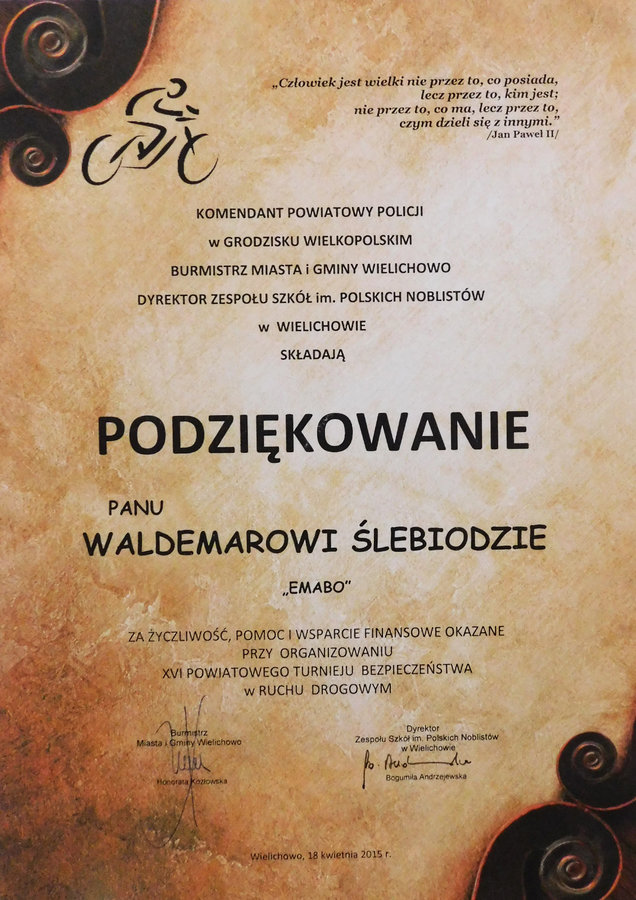 „Człowiek jest wielki nie przez to, co posiada,
lecz przez to, kim jest;
nie przez to, co ma, lecz przez to,
czym dzieli się z innymi.”
/Jan Paweł II/
KOMENDANT POWIATOWY POLICJI
w GRODZISKU WIELKOPOLSKIM
BURMISTRZ MIASTA i GMINY WIELICHOWO
DYREKTOR ZESPOŁU SZKÓŁ im. POLSKICH NOBLISTÓW
w WIELICHOWIE
SKŁADAJĄ
PODZIĘKOWANIE
PANU
WALDEMAROWI ŚLEBIODZIE
„EMABO”
ZA ŻYCZLIWOŚĆ, POMOC I WSPARCIE FINANSOWE OKAZANE
PRZY ORGANIZOWANIU
XVI POWIATOWEGO TURNIEJU BEZPIECZEŃSTWA
w RUCHU DROGOWYM
Burmistrz
Miasta i Gminy Wielichowo
Honorata Kozłowska
Dyrektor
Zespołu Szkół im. Polskich Noblistów
w Wielichowie
Bogumiła Andrzejewska
Wielichowo, 18 kwietnia 2015 r.